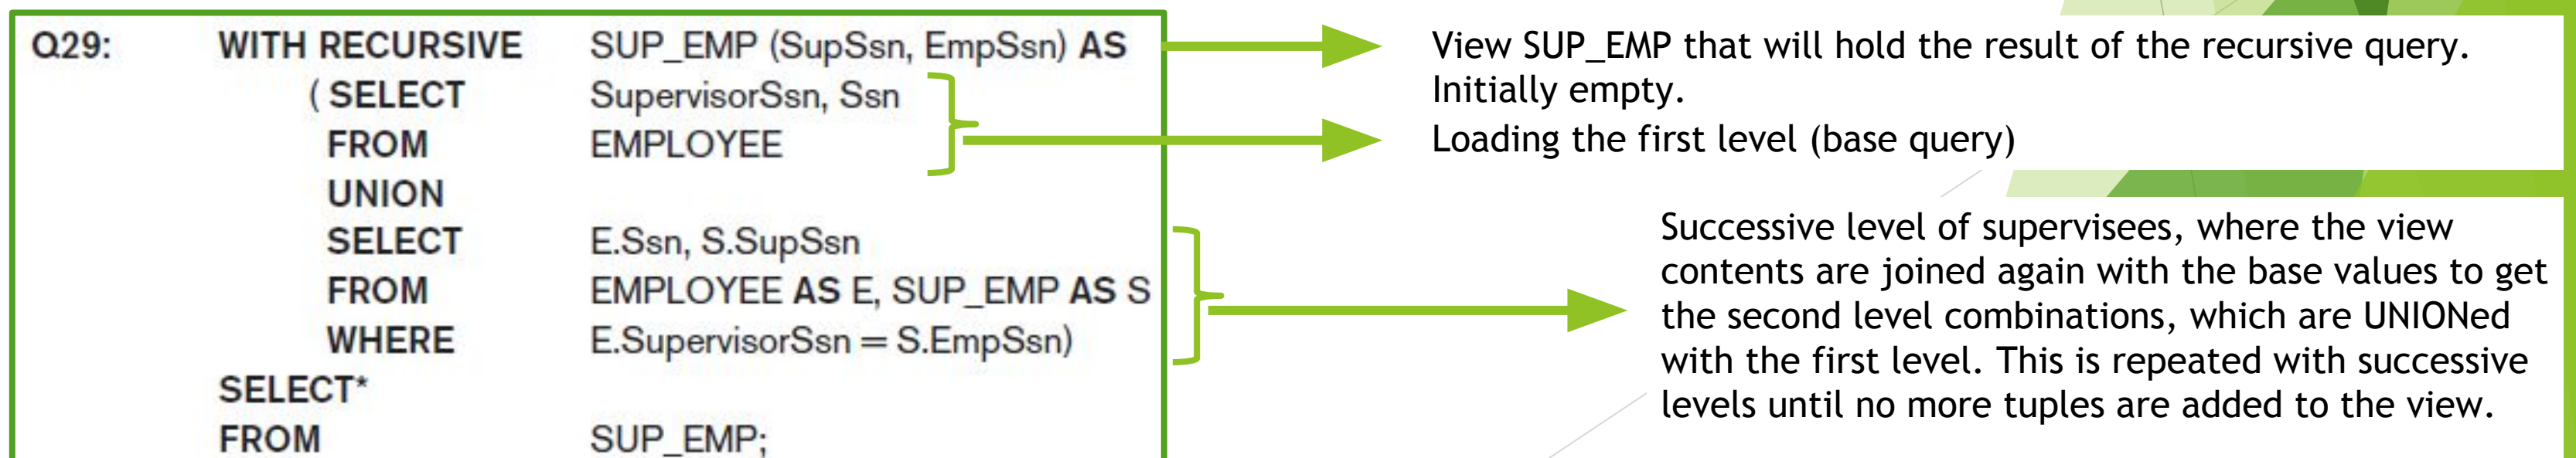 Q29: WITH RECURSIVE SUP_EMP (SupSsn, EmpSsn) AS
( SELECT SupervisorSsn, Ssn
FROM EMPLOYEE
UNION
SELECT E.Ssn, S.SupSsn
FROM EMPLOYEE AS E, SUP_EMP AS S
WHERE E.SupervisorSsn = S.EmpSsn)
SELECT*
FROM SUP_EMP;
View SUP_EMP that will hold the result of the recursive query.
Initially empty.
Loading the first level (base query)
Successive level of supervisees, where the view
contents are joined again with the base values to get
the second level combinations, which are UNIONed
with the first level. This is repeated with successive
levels until no more tuples are added to the view.